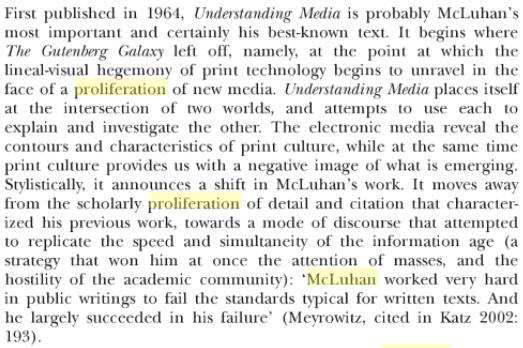 First published in 1964, Understanding Media is probably McLuhan's
most important and certainly his best-known text. It begins where
The Gutenberg Galaxy left off, namely, at the point at which the
lineal-visual hegemony of print technology begins to unravel in the
face of a proliferation of new media. Understanding Media places itself
at the intersection of two worlds, and attempts to use each to
explain and investigate the other. The electronic media reveal the
contours and characteristics of print culture, while at the same time
print culture provides us with a negative image of what is emerging.
Stylistically, it announces a shift in McLuhan's work. It moves away
from the scholarly proliferation of detail and citation that character-
ized his previous work, towards a mode of discourse that attempted
to replicate the speed and simultaneity of the information age (a
strategy that won him at once the attention of masses, and the
hostility of the academic community): 'McLuhan worked very hard
in public writings to fail the standards typical for written texts. And
he largely succeeded in his failure' (Meyrowitz, cited in Katz 2002:
193).